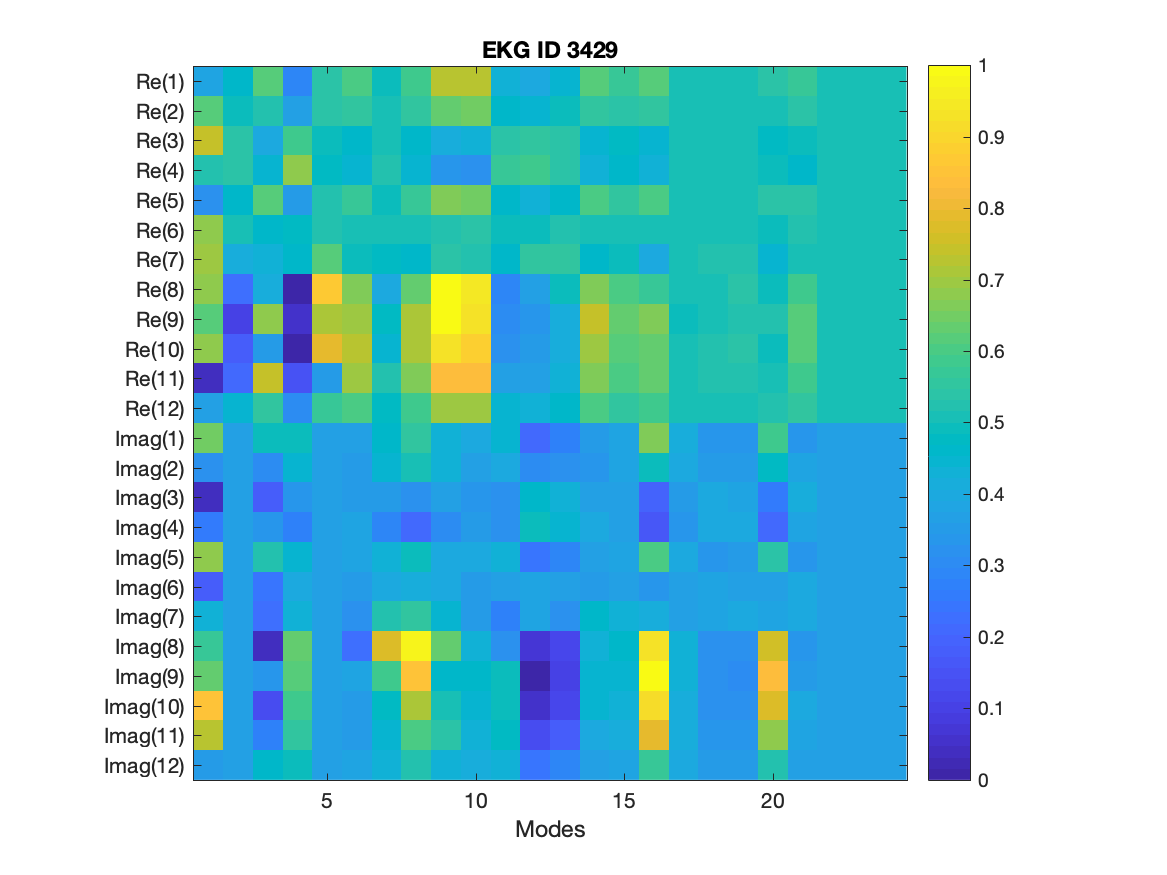 EKG ID 3429
Re(1)
Re(2)
Re(3)
Re(4)
Re(5)
Re(6)
Re(7)
Re(8)
Re(9)
Re(10)
Re(11)
Re(12)
Imag(1)
Imag(2)
Imag(3)
Imag(4)
Imag(5)
Imag(6)
Imag(7)
Imag(8)
Imag(9)
Imag(10)
Imag(11)
Imag(12)
5 10 15 20
Modes
1
0.9
0.8
0.7
0.6
0.5
0.4
0.3
0.2
0.1
0